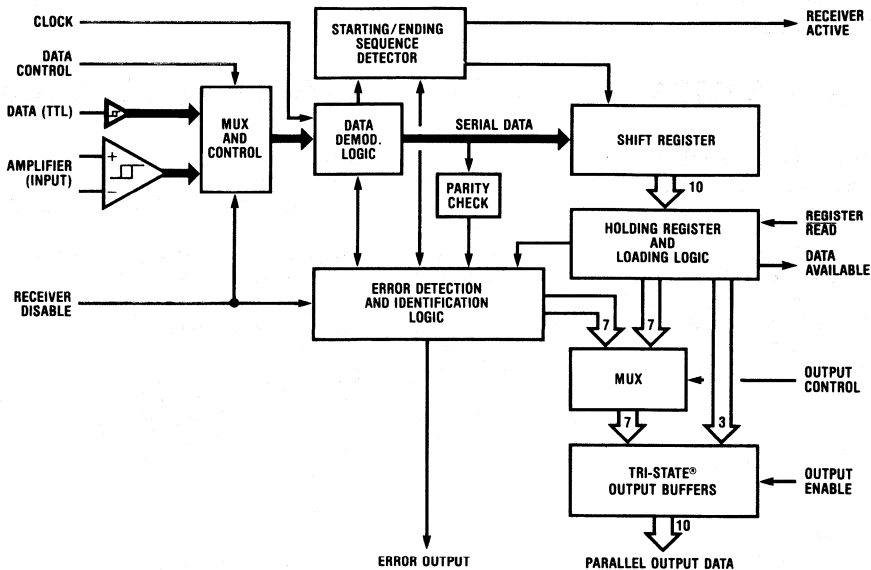 CLOCK
STARTING/ENDING
SEQUENCE
DETECTOR
RECEIVER
ACTIVE
DATA
CONTROL
DATA (TTL)
AMPLIFIER
(INPUT)
+
−
MUX
AND
CONTROL
DATA
DEMOD.
LOGIC
SERIAL DATA
SHIFT REGISTER
10
PARITY
CHECK
HOLDING REGISTER
AND
LOADING LOGIC
REGISTER
READ
DATA
AVAILABLE
RECEIVER
DISABLE
ERROR DETECTION
AND IDENTIFICATION
LOGIC
7
7
MUX
OUTPUT
CONTROL
7
3
TRI-STATE®
OUTPUT BUFFERS
OUTPUT
ENABLE
10
ERROR OUTPUT
PARALLEL OUTPUT DATA